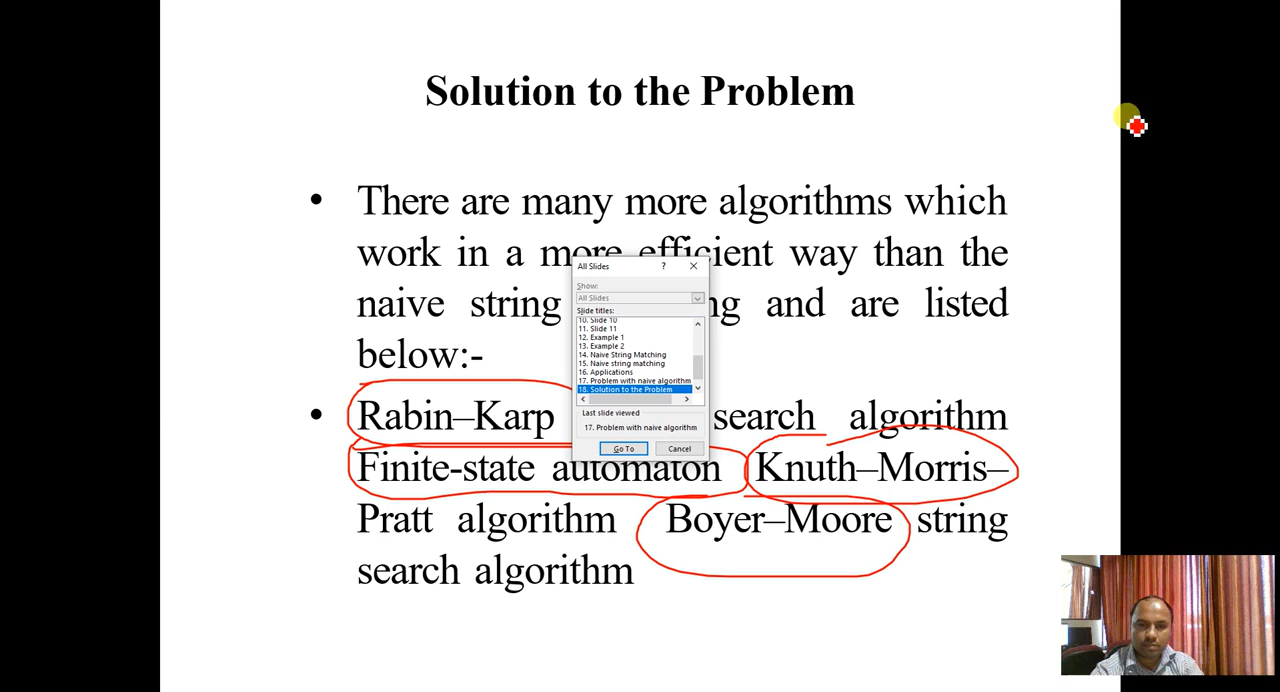 Solution to the Problem
• There are many more algorithms which
work in a more efficient way than the
naive string ng and are listed
below:-
• Rabin–Karp search algorithm
Finite-state automaton Knuth–Morris–
Pratt algorithm Boyer–Moore string
search algorithm
All Slides ?
Show:
All Slides
Slide titles:
10. Slide 10
11. Slide 11
12. Example 1
13. Example 2
14. Naive String Matching
15. Naive string matching
16. Applications
17. Problem with naive algorithm
18. Solution to the Problem
Last slide viewed
17. Problem with naive algorithm
Go To Cancel